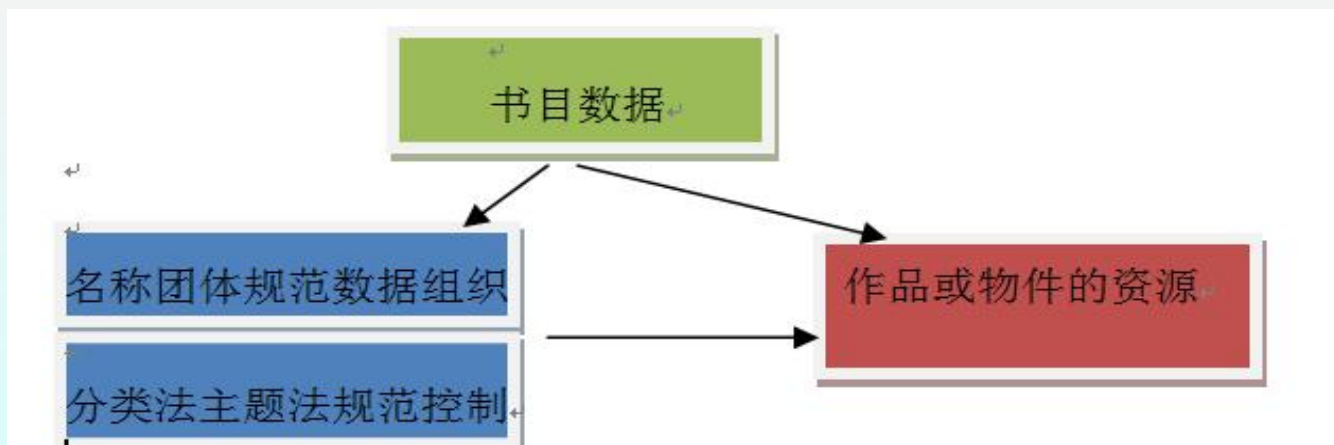 书目数据
名称团体规范数据组织
作品或物件的资源
分类法主题法规范控制